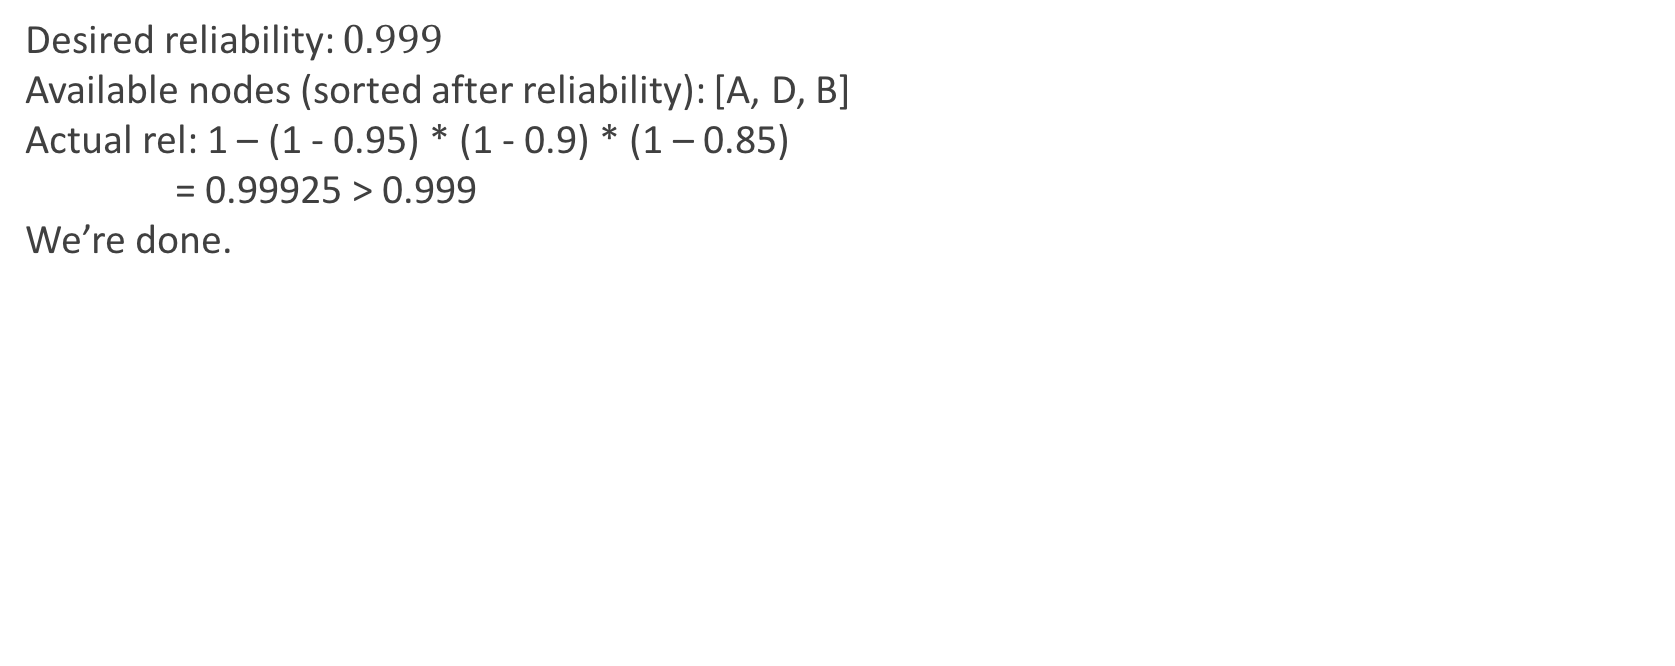 Desired reliability: 0.999
Available nodes (sorted after reliability): [A, D, B]
Actual rel: 1 – (1 - 0.95) * (1 - 0.9) * (1 – 0.85)
= 0.99925 > 0.999
We’re done.